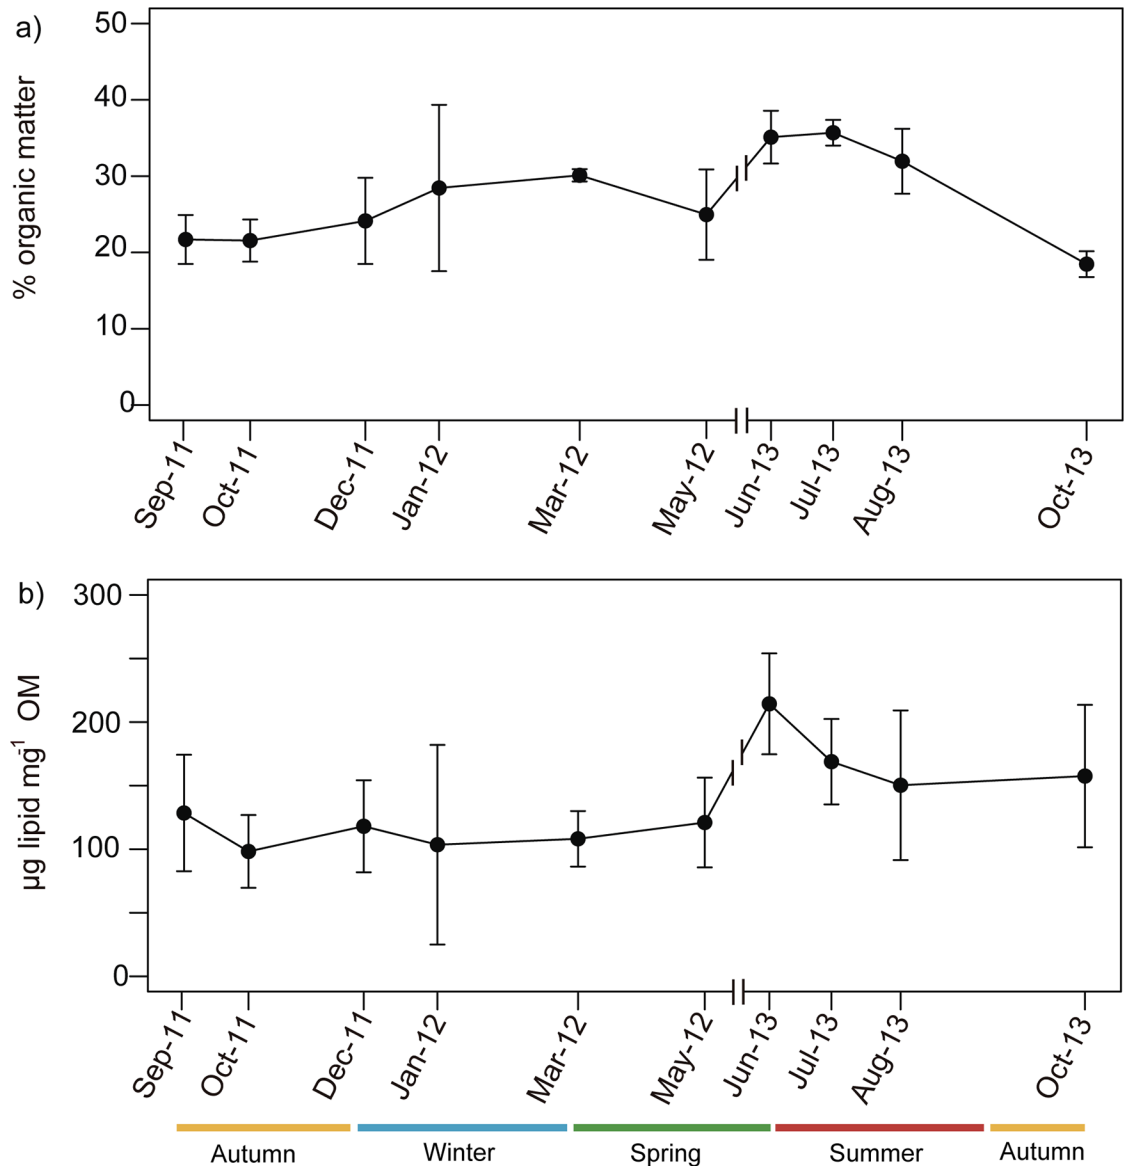 a)
% organic matter
50
40
30
20
10
0
Sep-11 Oct-11 Dec-11 Jan-12 Mar-12 May-12 Jun-13 Jul-13 Aug-13 Oct-13
b)
µg lipid mg⁻¹ OM
300
200
100
0
Sep-11 Oct-11 Dec-11 Jan-12 Mar-12 May-12 Jun-13 Jul-13 Aug-13 Oct-13
Autumn Winter Spring Summer Autumn